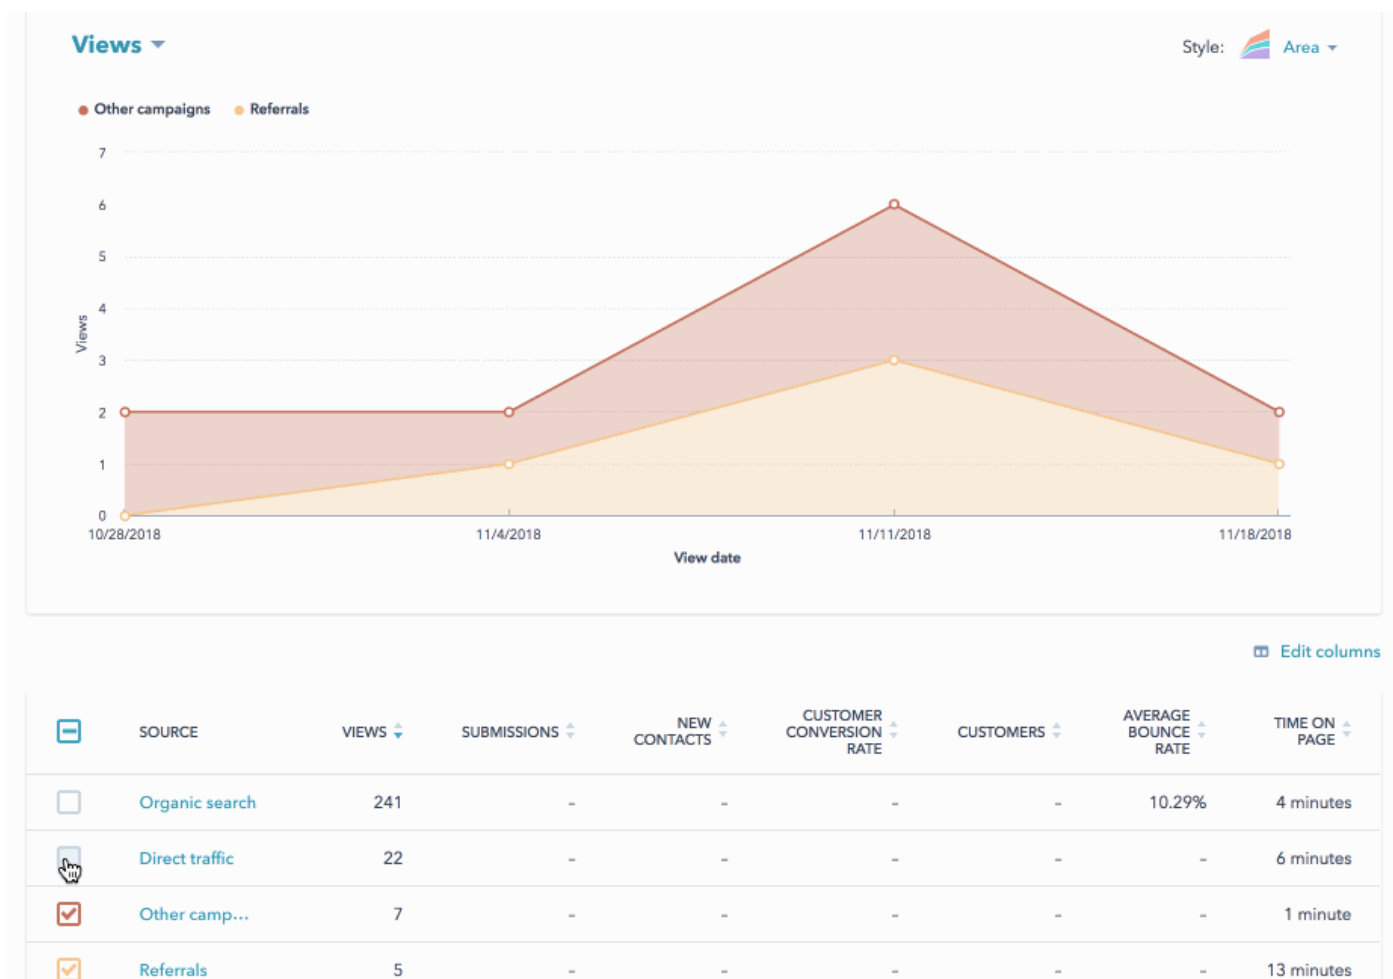 Views
Style: Area
Other campaigns Referrals
7
6
5
4
3
2
1
0
Views
10/28/2018 11/4/2018 11/11/2018 11/18/2018
View date
Edit columns
SOURCE VIEWS SUBMISSIONS NEW CONTACTS CUSTOMER CONVERSION RATE CUSTOMERS AVERAGE BOUNCE RATE TIME ON PAGE
Organic search 241 - - - - 10.29% 4 minutes
Direct traffic 22 - - - - - 6 minutes
Other camp... 7 - - - - - 1 minute
Referrals 5 - - - - - 13 minutes